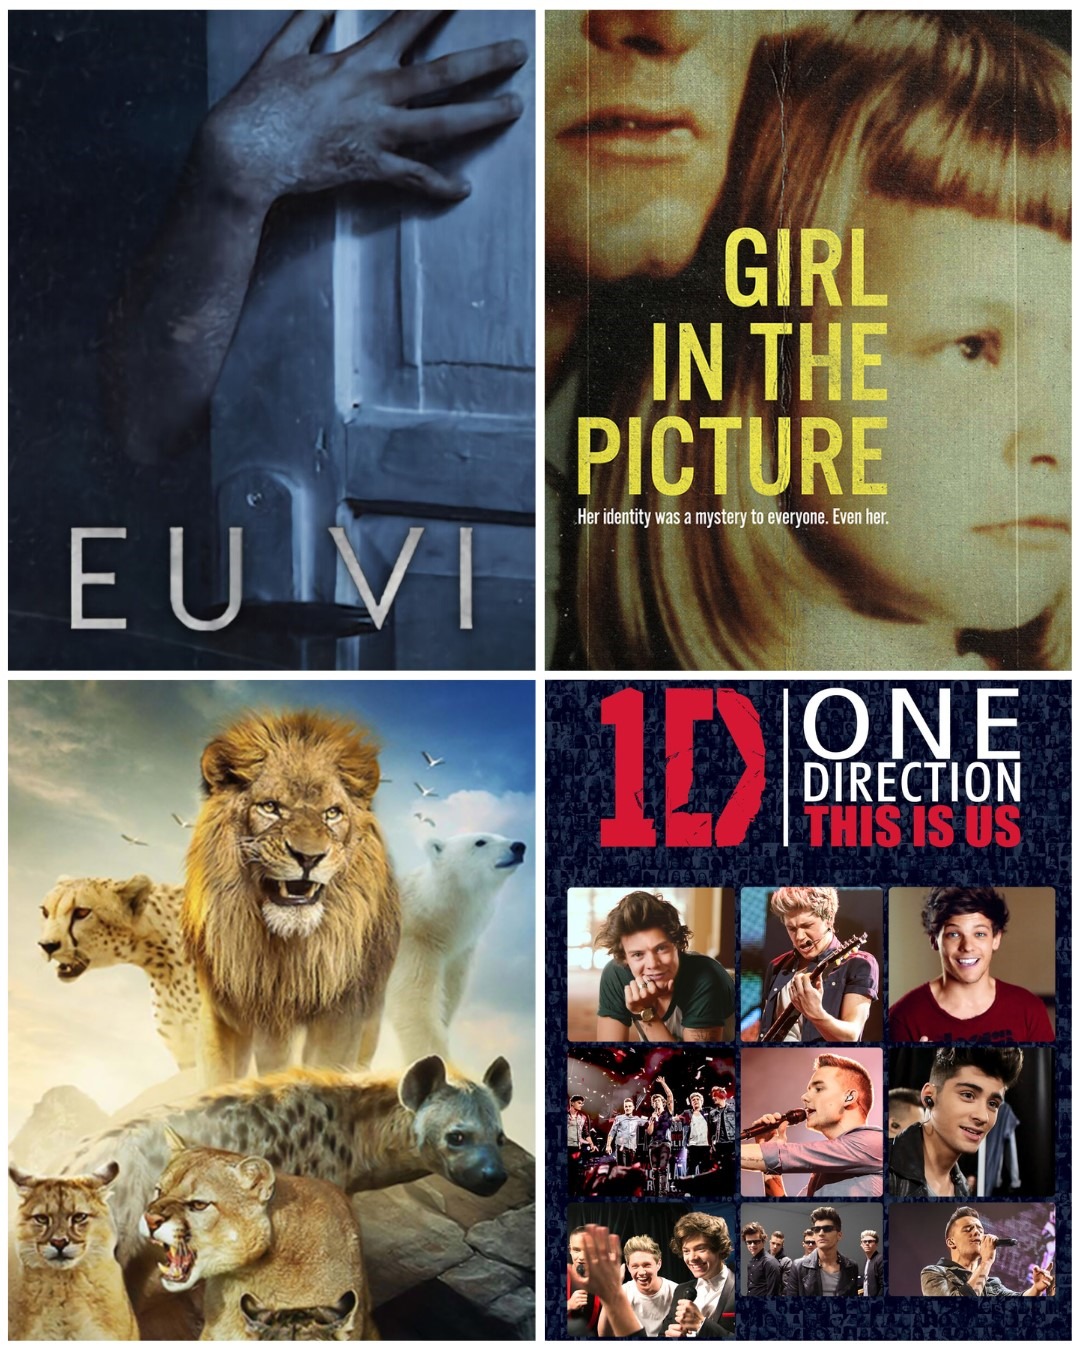 EU VI
GIRL
IN THE
PICTURE
Her identity was a mystery to everyone. Even her.
1D
ONE
DIRECTION
THIS IS US